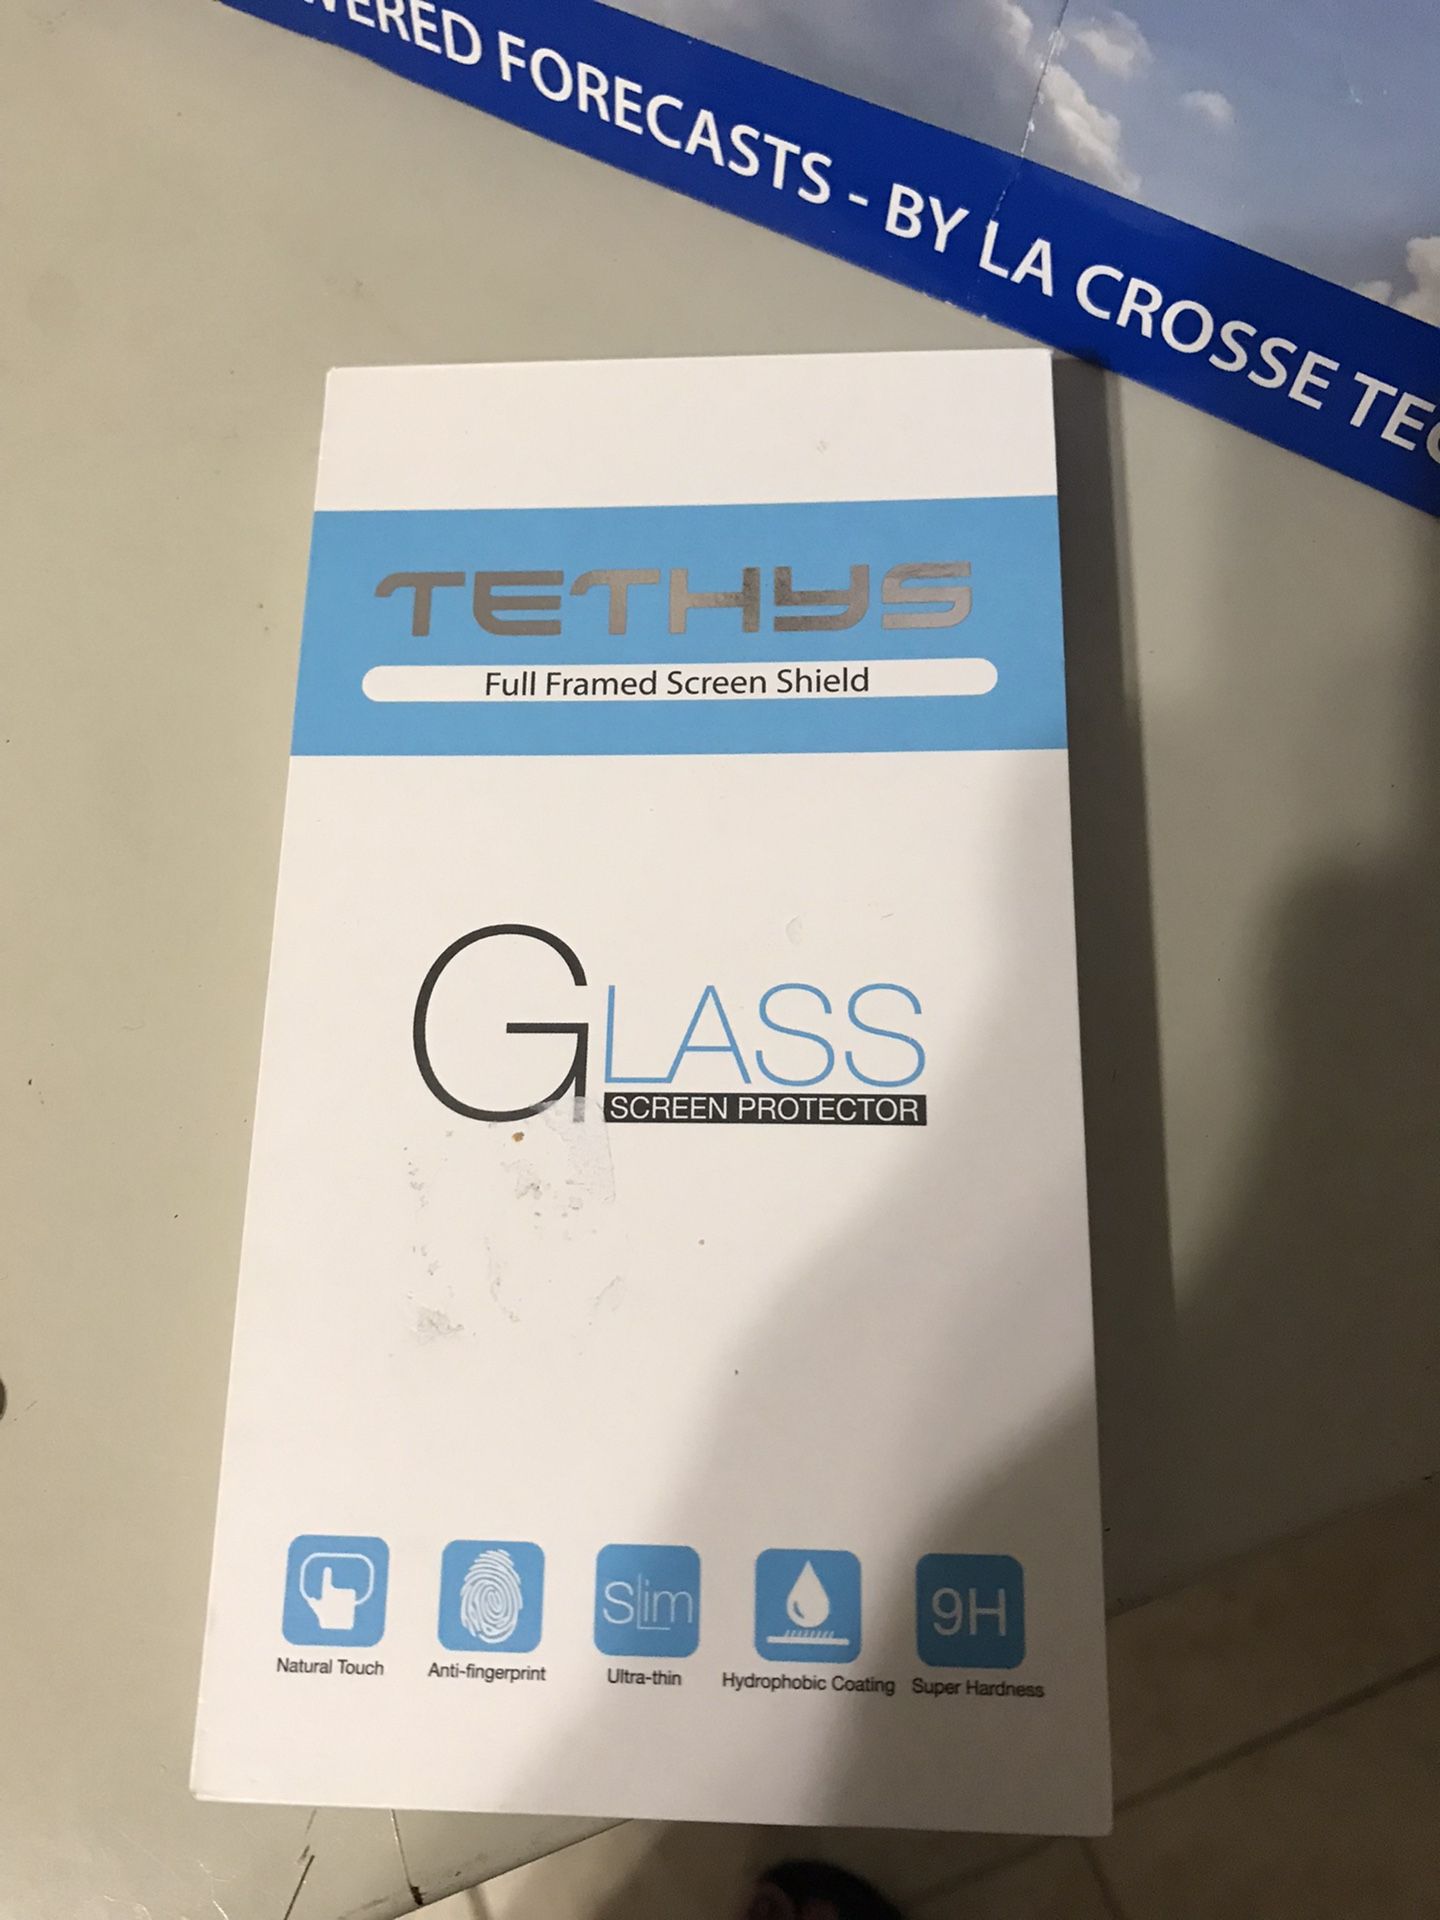 FORECASTS - BY LA CROSSE
TETHYS
Full Framed Screen Shield
GLASS
SCREEN PROTECTOR
Slim
9H
Natural Touch
Anti-fingerprint
Ultra-thin
Hydrophobic Coating
Super Hardness